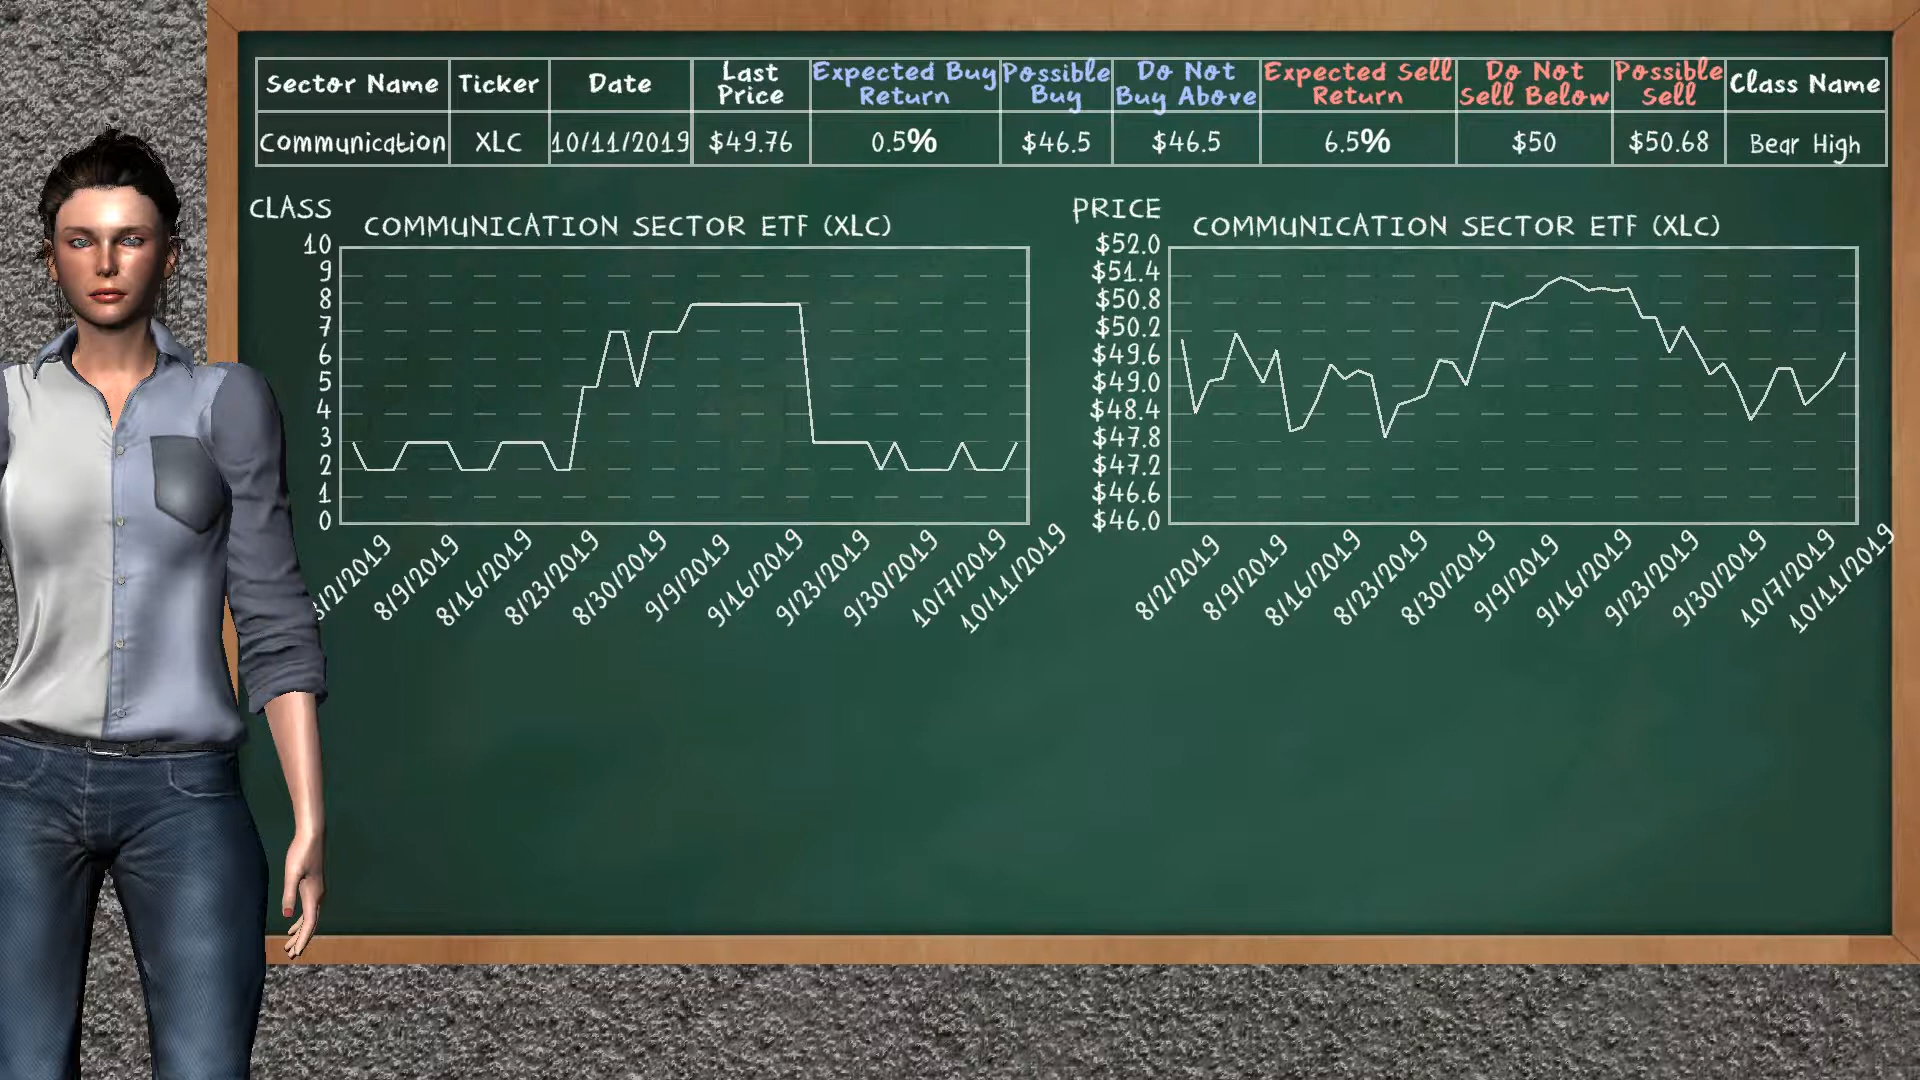 Sector Name Ticker Date Last Price Expected Buy Return Possible Buy Do Not Buy Above Expected Sell Return Do Not Sell Below Possible Sell Class Name
Communication XLC 10/11/2019 $49.76 0.5% $46.5 $46.5 6.5% $50 $50.68 Bear High
CLASS
COMMUNICATION SECTOR ETF (XLC)
10
9
8
7
6
5
4
3
2
1
0
8/2/2019 8/9/2019 8/16/2019 8/23/2019 8/30/2019 9/9/2019 9/16/2019 9/23/2019 9/30/2019 10/7/2019 10/11/2019
PRICE
COMMUNICATION SECTOR ETF (XLC)
$52.0
$51.4
$50.8
$50.2
$49.6
$49.0
$48.4
$47.8
$47.2
$46.6
$46.0
8/2/2019 8/9/2019 8/16/2019 8/23/2019 8/30/2019 9/9/2019 9/16/2019 9/23/2019 9/30/2019 10/7/2019 10/11/2019